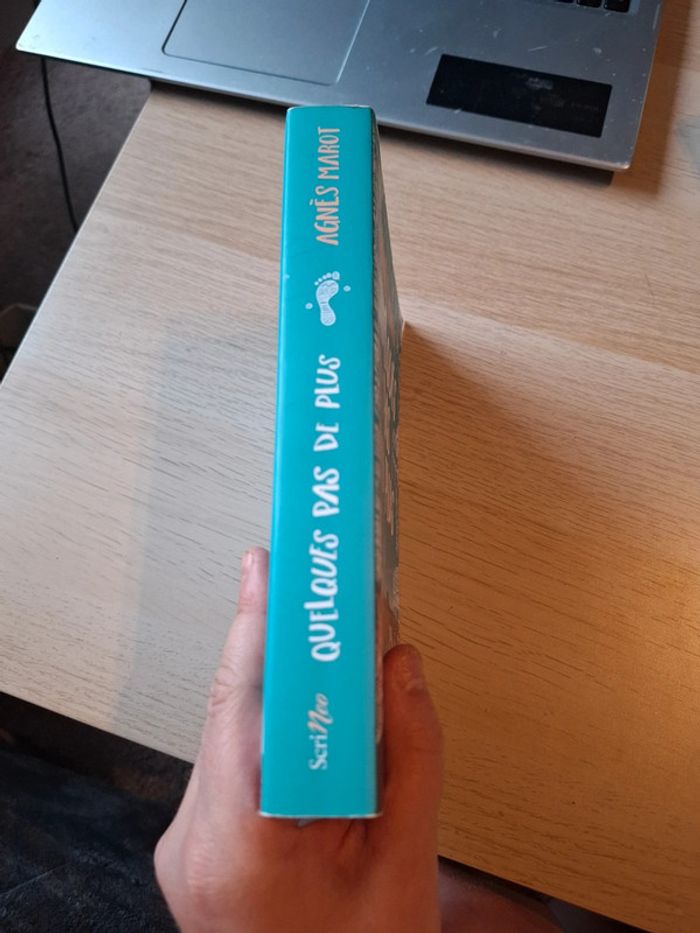 AGNÈS MAROT
QUELQUES PAS DE PLUS
ScriNeo